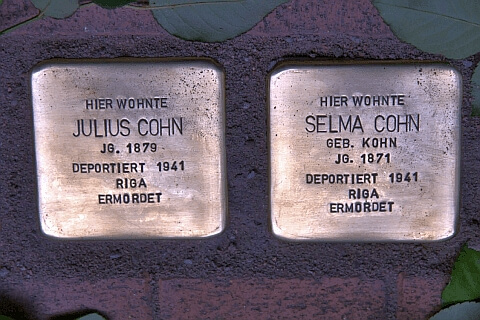 HIER WOHNTE
JULIUS COHN
JG. 1879
DEPORTIERT 1941
RIGA
ERMORDET
HIER WOHNTE
SELMA COHN
GEB. KOHN
JG. 1871
DEPORTIERT 1941
RIGA
ERMORDET